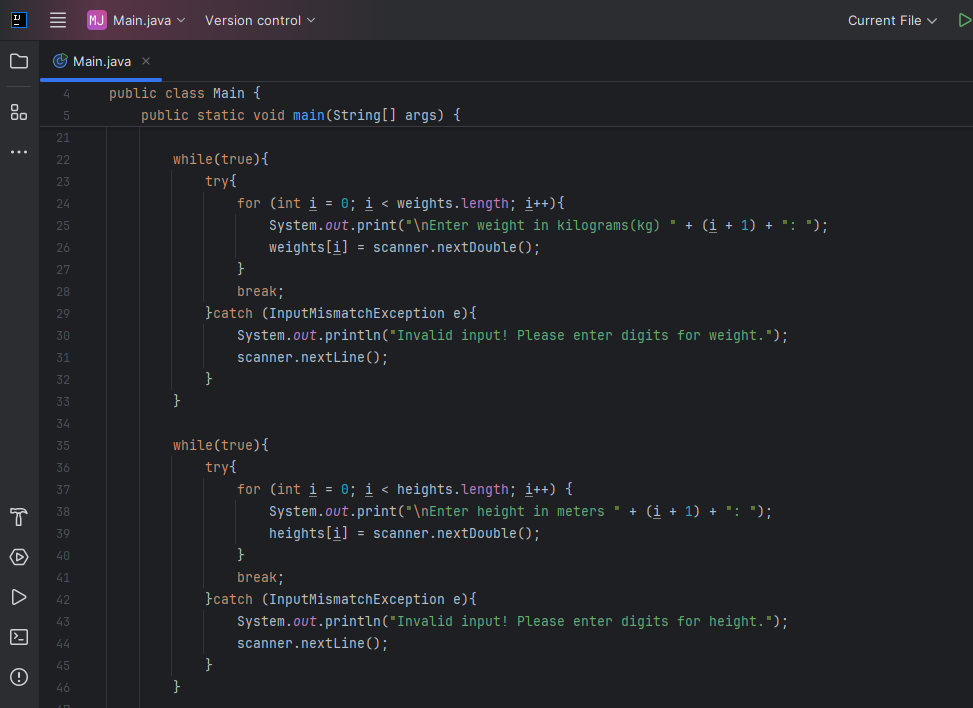 IJ
MJ Main.java Version control Current File
Main.java
4 public class Main {
5 public static void main(String[] args) {
21
22 while(true){
23 try{
24 for (int i = 0; i < weights.length; i++){
25 System.out.print("\nEnter weight in kilograms(kg) " + (i + 1) + ": ");
26 weights[i] = scanner.nextDouble();
27 }
28 break;
29 }catch (InputMismatchException e){
30 System.out.println("Invalid input! Please enter digits for weight.");
31 scanner.nextLine();
32 }
33 }
34
35 while(true){
36 try{
37 for (int i = 0; i < heights.length; i++) {
38 System.out.print("\nEnter height in meters " + (i + 1) + ": ");
39 heights[i] = scanner.nextDouble();
40 }
41 break;
42 }catch (InputMismatchException e){
43 System.out.println("Invalid input! Please enter digits for height.");
44 scanner.nextLine();
45 }
46 }